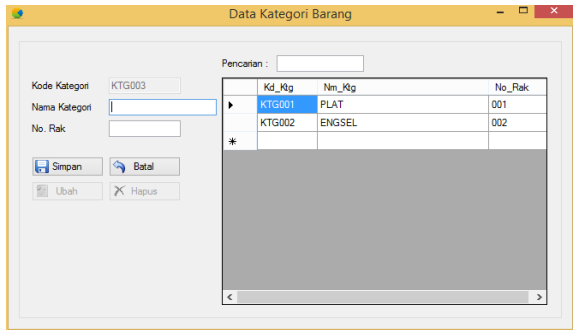 Data Kategori Barang
Pencarian :
Kode Kategori KTG003
Nama Kategori
No. Rak
Simpan Batal
Ubah Hapus
Kd_Ktg Nm_Ktg No_Rak
KTG001 PLAT 001
KTG002 ENGSEL 002